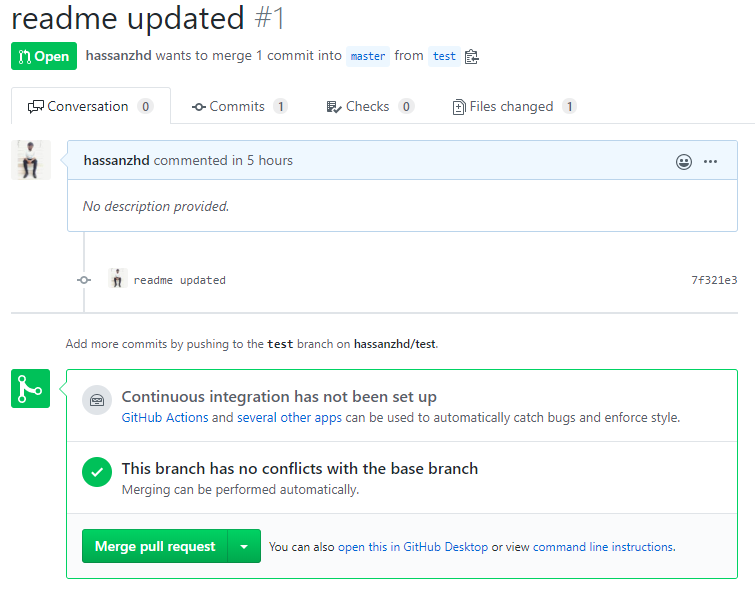 readme updated #1
Open hassanzhd wants to merge 1 commit into master from test
Conversation 0 Commits 1 Checks 0 Files changed 1
hassanzhd commented in 5 hours
No description provided.
readme updated 7f321e3
Add more commits by pushing to the test branch on hassanzhd/test.
Continuous integration has not been set up
GitHub Actions and several other apps can be used to automatically catch bugs and enforce style.
This branch has no conflicts with the base branch
Merging can be performed automatically.
Merge pull request You can also open this in GitHub Desktop or view command line instructions.